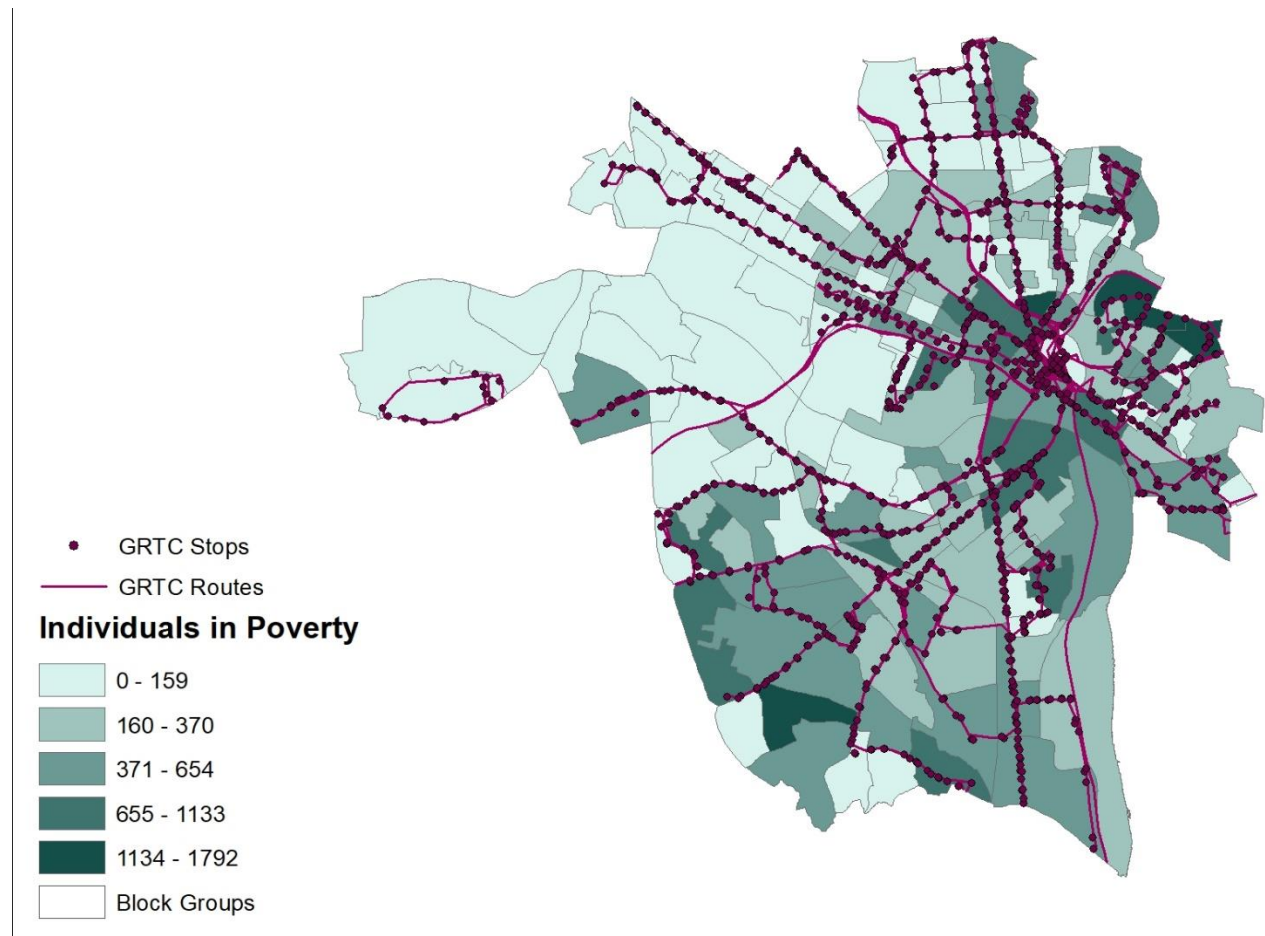 GRTC Stops
GRTC Routes
Individuals in Poverty
0 - 159
160 - 370
371 - 654
655 - 1133
1134 - 1792
Block Groups